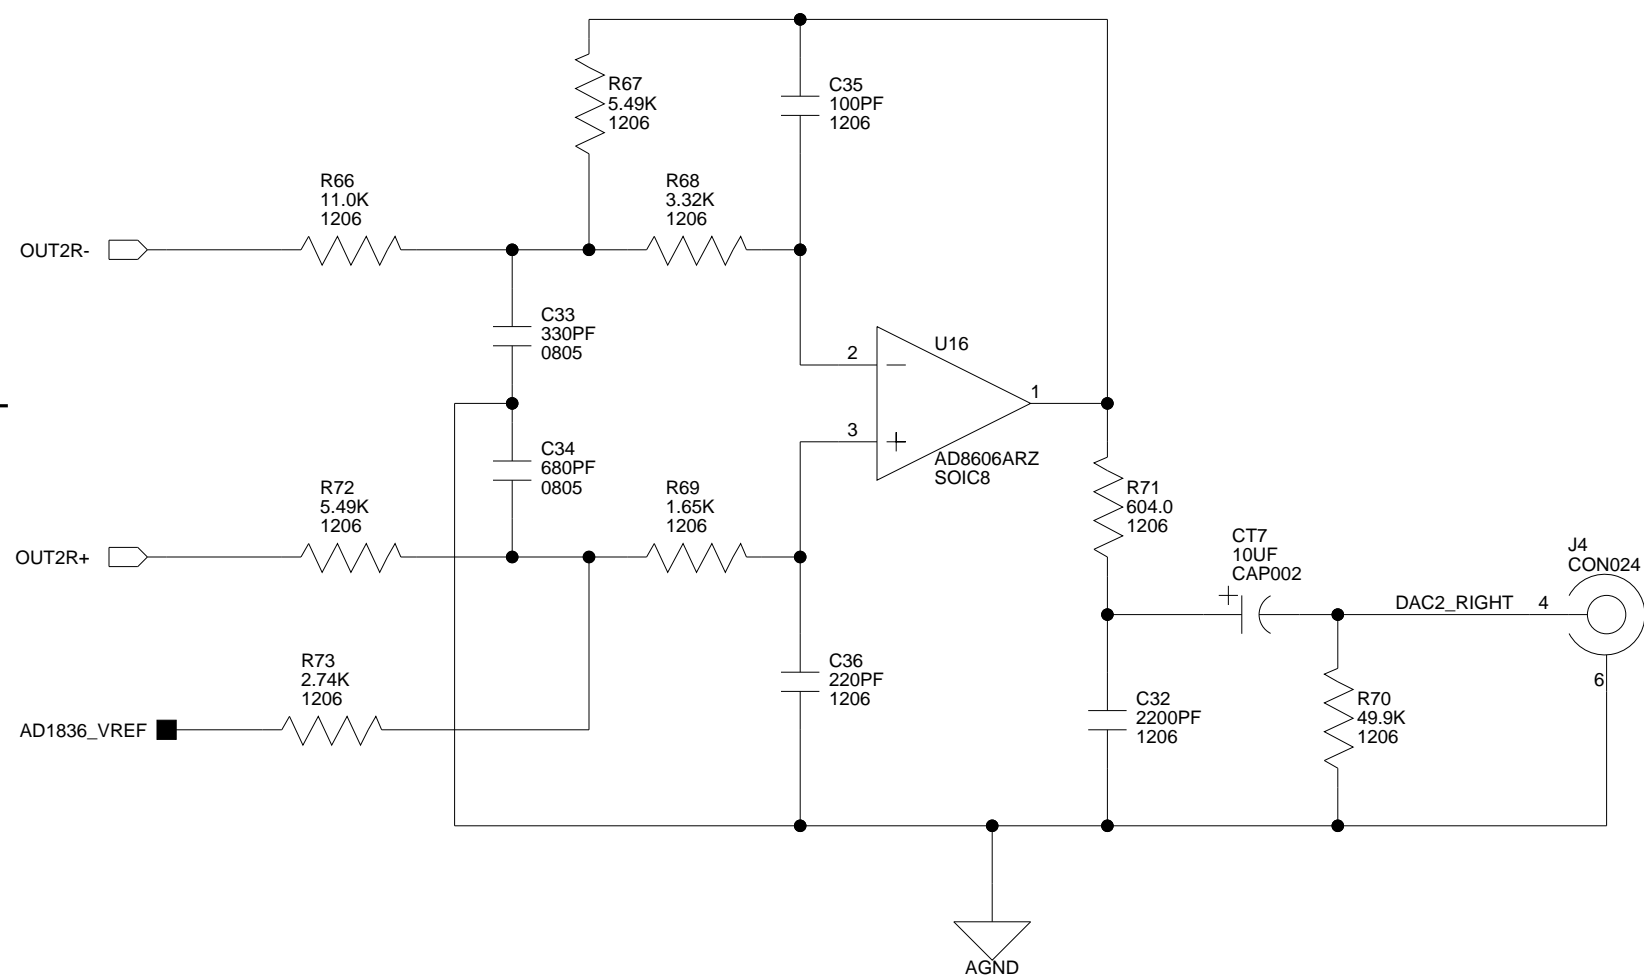 R67
5.49K
1206
C35
100PF
1206
R66
11.0K
1206
R68
3.32K
1206
OUT2R-
C33
330PF
0805
U16
2
1
3
AD8606ARZ
SOIC8
C34
680PF
0805
R72
5.49K
1206
R69
1.65K
1206
R71
604.0
1206
OUT2R+
CT7
10UF
CAP002
J4
CON024
DAC2_RIGHT
4
R73
2.74K
1206
C36
220PF
1206
6
C32
2200PF
1206
R70
49.9K
1206
AD1836_VREF
AGND